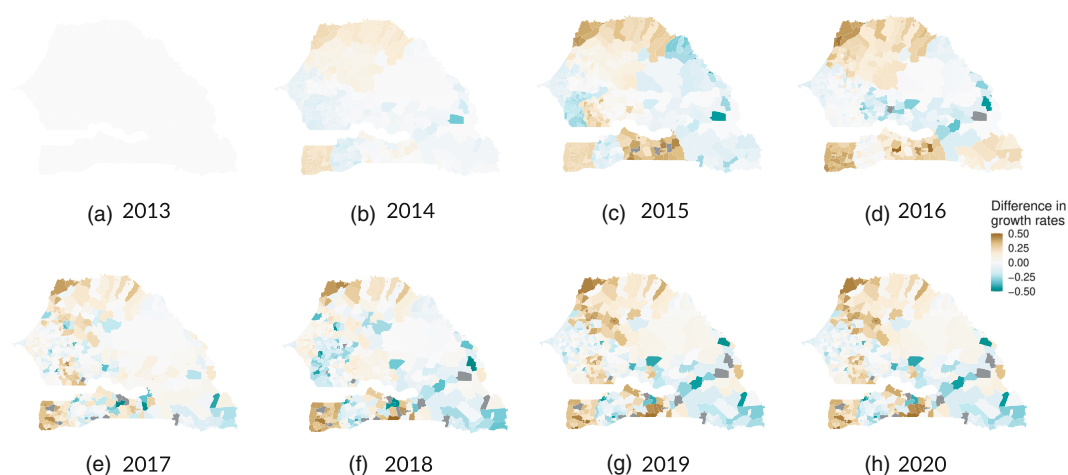 (a) 2013
(b) 2014
(c) 2015
(d) 2016
Difference in
growth rates
0.50
0.25
0.00
−0.25
−0.50
(e) 2017
(f) 2018
(g) 2019
(h) 2020